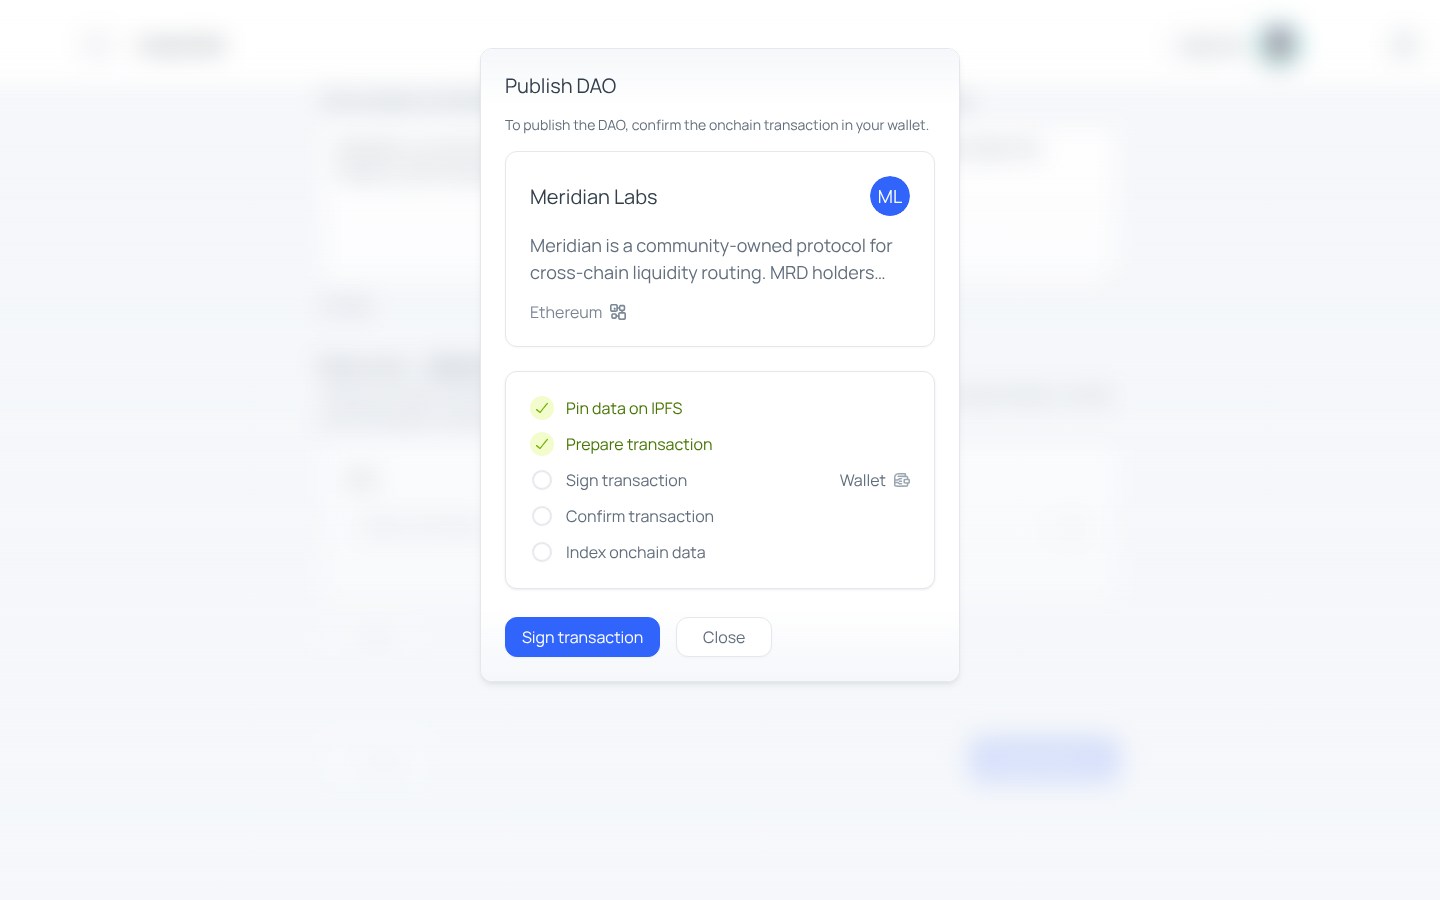 Publish DAO
To publish the DAO, confirm the onchain transaction in your wallet.
Meridian Labs
ML
Meridian is a community-owned protocol for
cross-chain liquidity routing. MRD holders…
Ethereum
Pin data on IPFS
Prepare transaction
Sign transaction
Wallet
Confirm transaction
Index onchain data
Sign transaction
Close